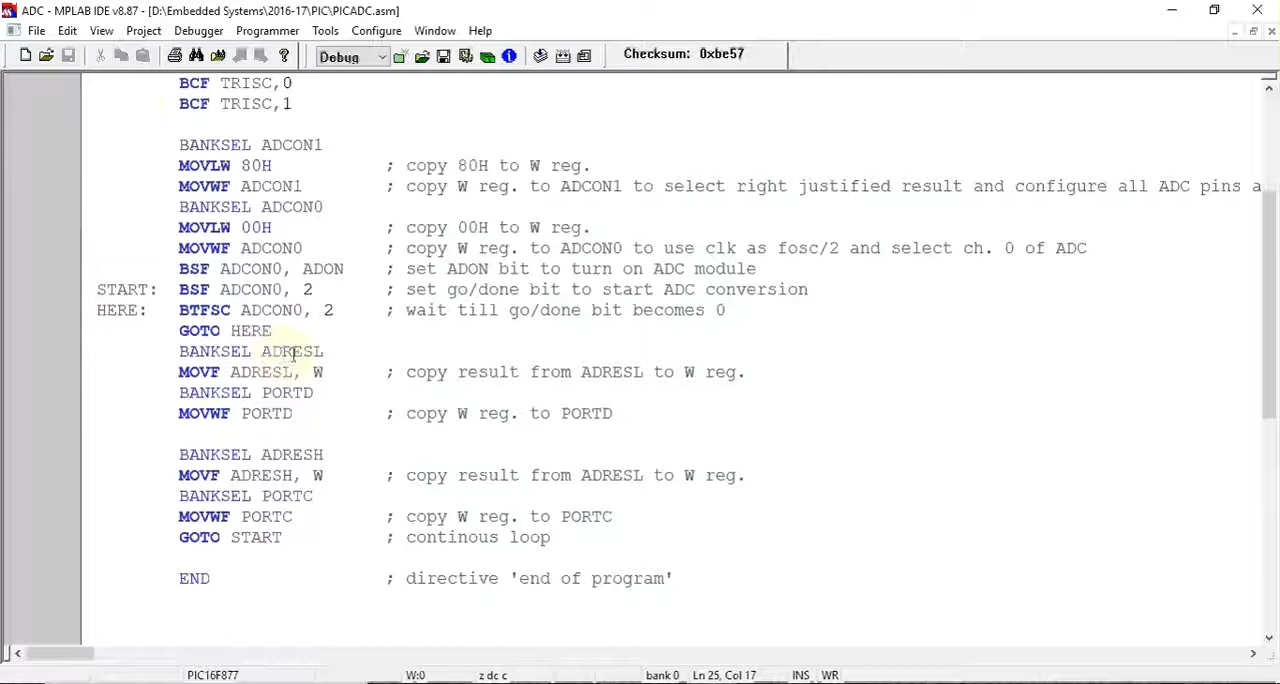 ADC - MPLAB IDE v8.87 - [D:\Embedded Systems\2016-17\PIC\PICADC.asm]
File Edit View Project Debugger Programmer Tools Configure Window Help
Debug Checksum: 0xbe57
BCF TRISC,0
BCF TRISC,1
BANKSEL ADCON1
MOVLW 80H ; copy 80H to W reg.
MOVWF ADCON1 ; copy W reg. to ADCON1 to select right justified result and configure all ADC pins a
BANKSEL ADCON0
MOVLW 00H ; copy 00H to W reg.
MOVWF ADCON0 ; copy W reg. to ADCON0 to use clk as fosc/2 and select ch. 0 of ADC
BSF ADCON0, ADON ; set ADON bit to turn on ADC module
START: BSF ADCON0, 2 ; set go/done bit to start ADC conversion
HERE: BTFSC ADCON0, 2 ; wait till go/done bit becomes 0
GOTO HERE
BANKSEL ADRESL
MOVF ADRESL, W ; copy result from ADRESL to W reg.
BANKSEL PORTD
MOVWF PORTD ; copy W reg. to PORTD
BANKSEL ADRESH
MOVF ADRESH, W ; copy result from ADRESL to W reg.
BANKSEL PORTC
MOVWF PORTC ; copy W reg. to PORTC
GOTO START ; continous loop
END ; directive 'end of program'
PIC16F877 W:0 z dc c bank 0 Ln 25, Col 17 INS WR